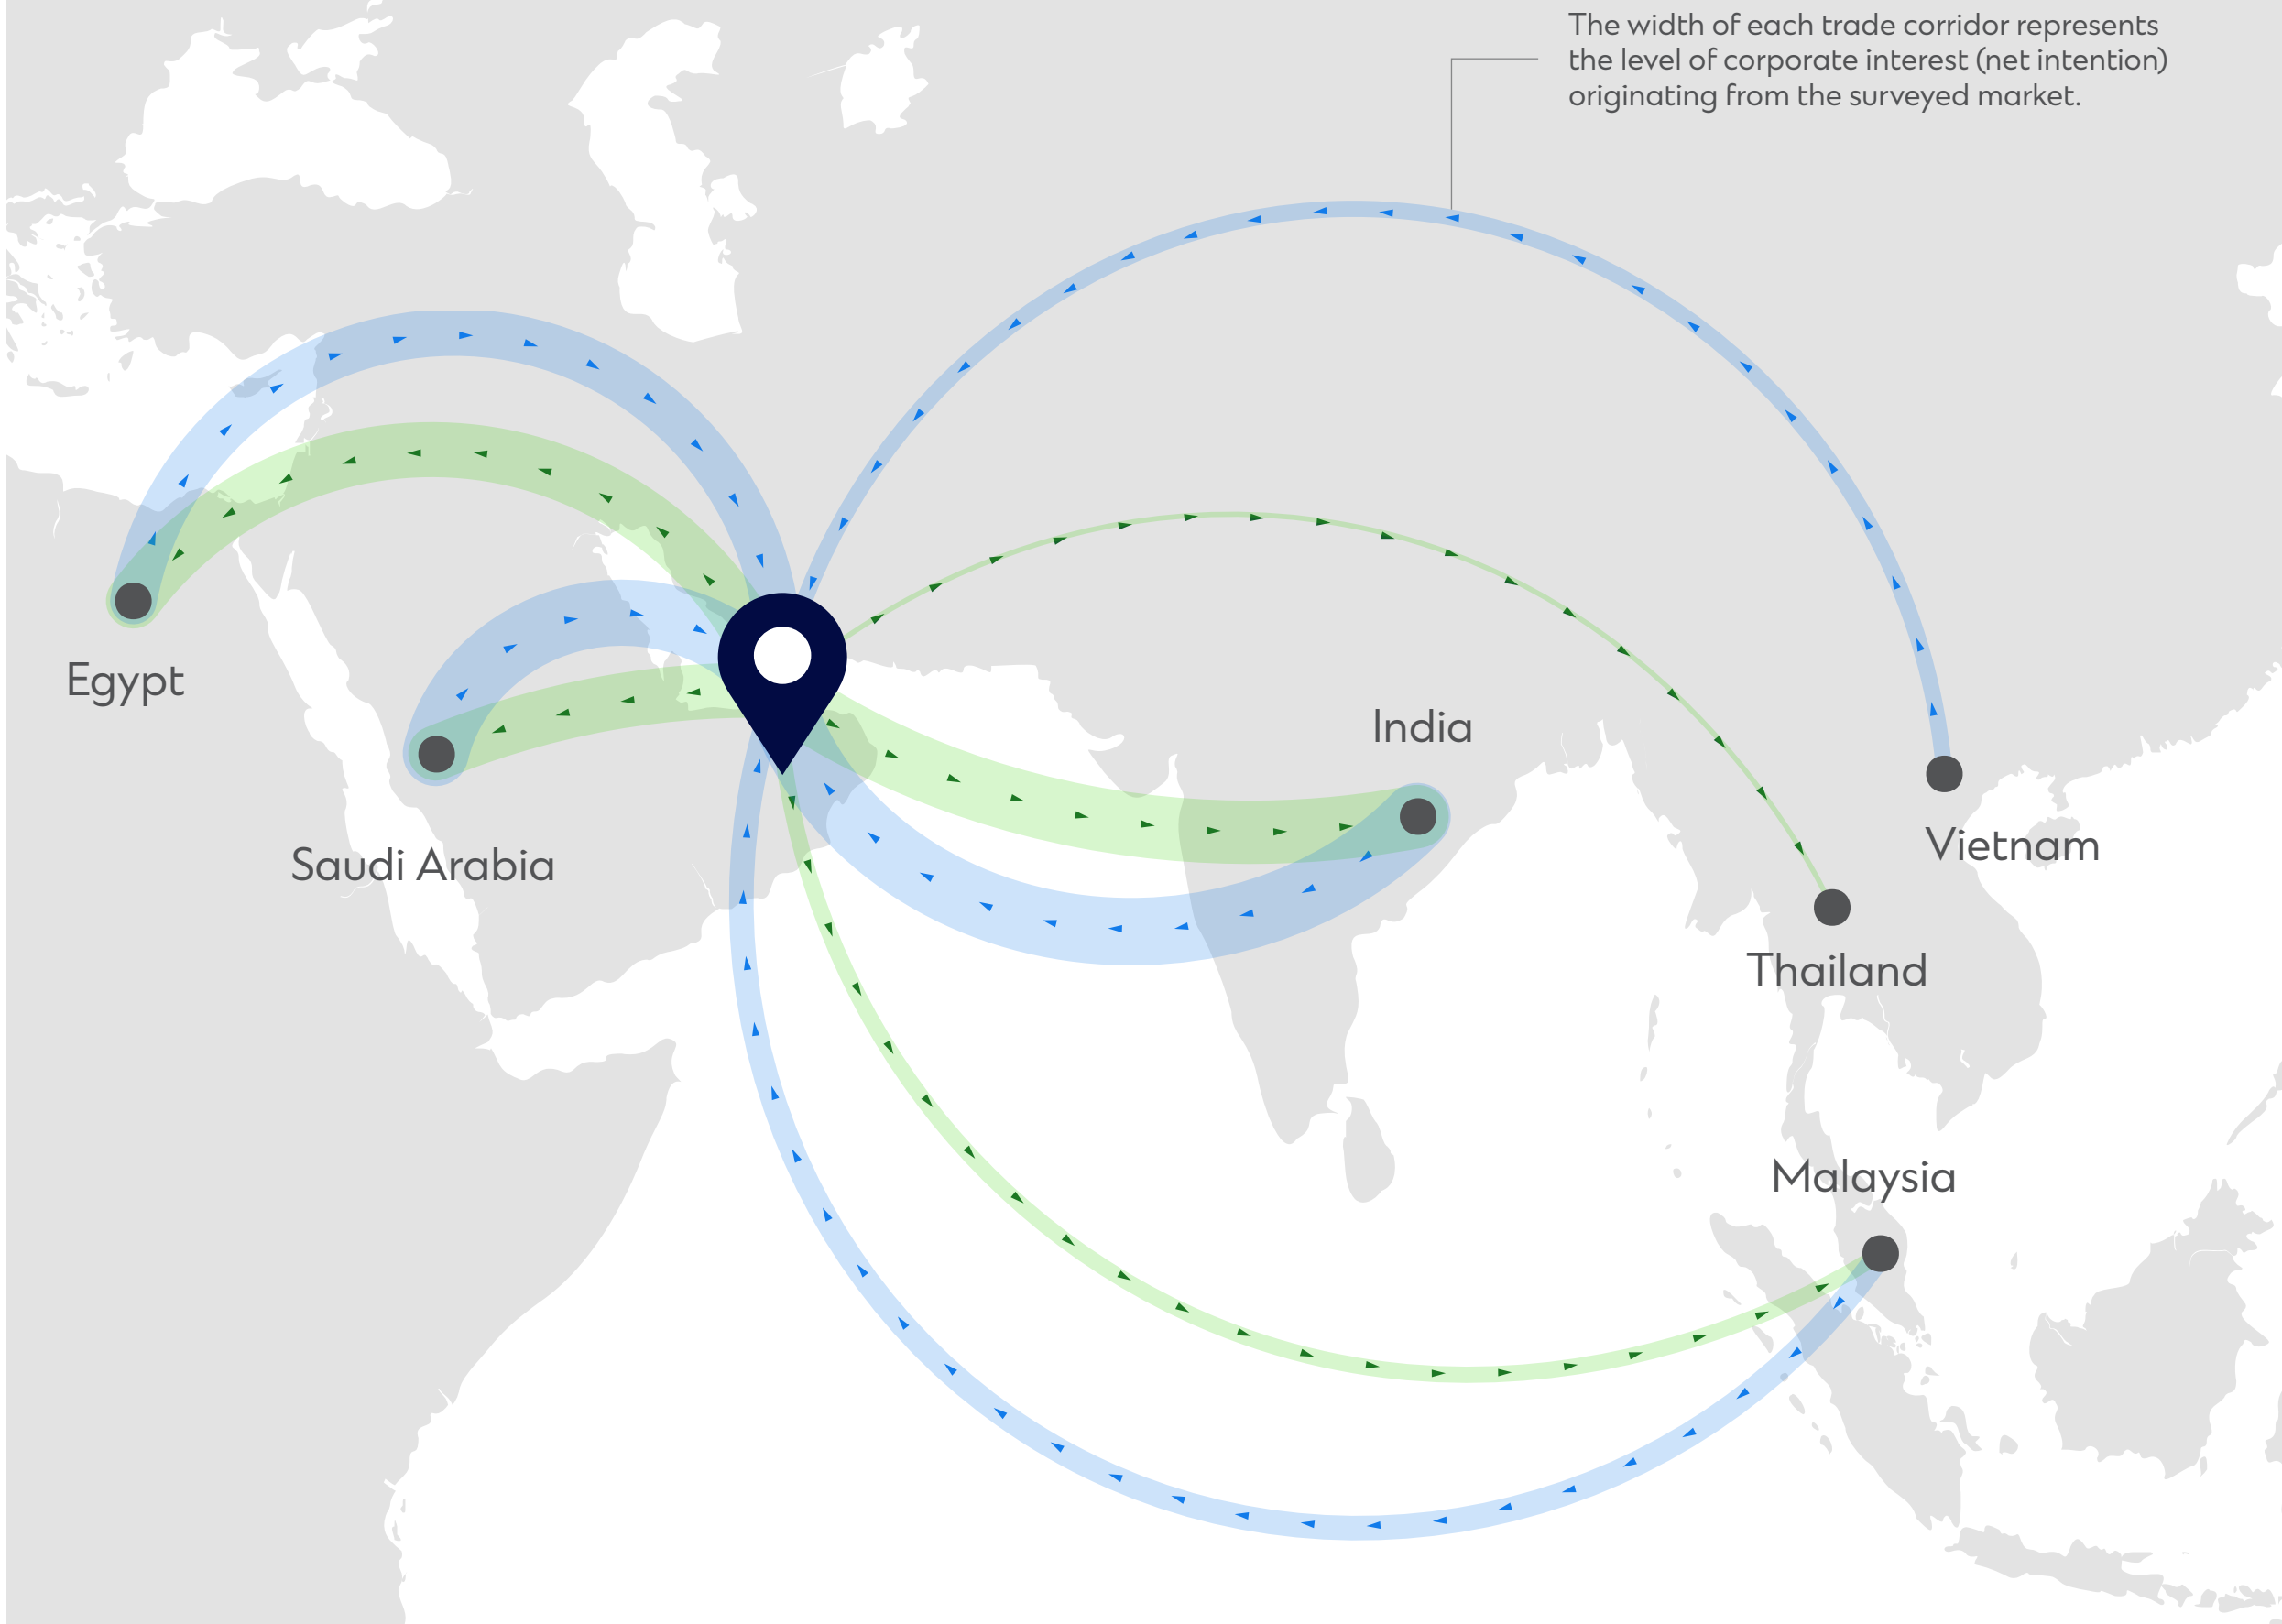 The width of each trade corridor represents
the level of corporate interest (net intention)
originating from the surveyed market.
Egypt
India
Saudi Arabia
Vietnam
Thailand
Malaysia